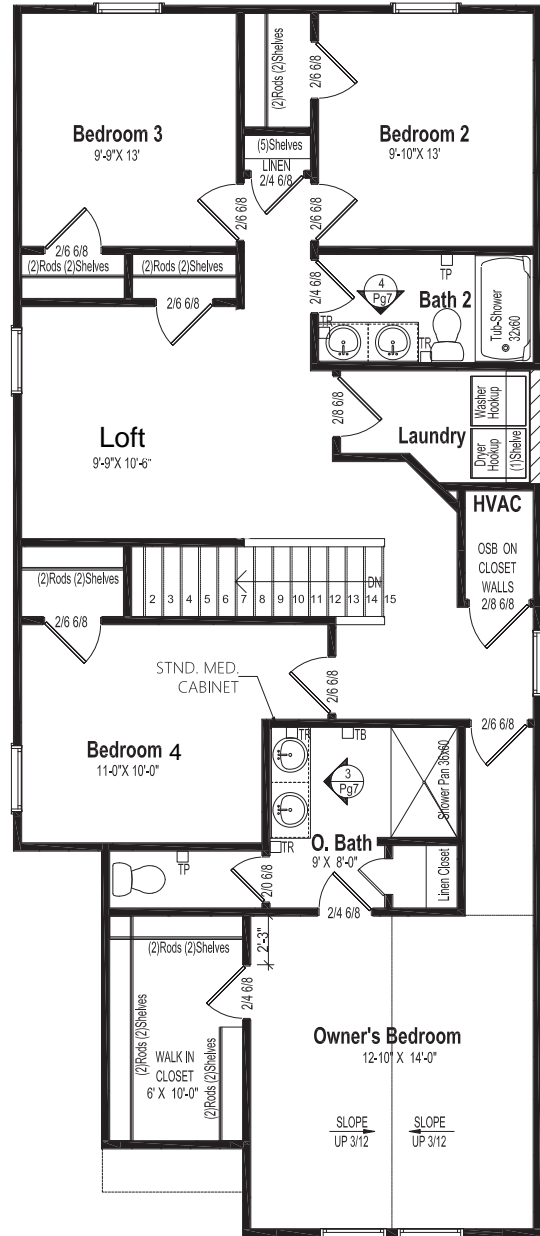 (2)Rods (2)Shelves
2/6 6/8
Bedroom 3
9'-9"X 13'
Bedroom 2
9'-10"X 13'
(5)Shelves
LINEN
2/4 6/8
2/6 6/8
2/6 6/8
2/6 6/8
(2)Rods (2)Shelves
(2)Rods (2)Shelves
2/6 6/8
2/4 6/8
TP
4
Pg7
Bath 2
TR
TR
Tub-Shower
32x60
Loft
9'-9"X 10'-6"
2/8 6/8
Laundry
Washer
Hookup
Dryer
Hookup
(1)Shelve
HVAC
OSB ON
CLOSET
WALLS
2/8 6/8
(2)Rods (2)Shelves
2/6 6/8
2 3 4 5 6 7 8 9 10 11 12 13 14 15
DN
STND. MED.
CABINET
2/6 6/8
2/6 6/8
Bedroom 4
11-0"X 10'-0"
TR
TB
3
Pg7
Shower Pan 36x60
O. Bath
9' X 8'-0"
TR
TP
2/0 6/8
Linen Closet
2/4 6/8
(2)Rods (2)Shelves
2'-3"
2/4 6/8
(2)Rods (2)Shelves
WALK IN
CLOSET
6' X 10'-0"
(2)Rods (2)Shelves
Owner's Bedroom
12-10" X 14'-0"
SLOPE
UP 3/12
SLOPE
UP 3/12